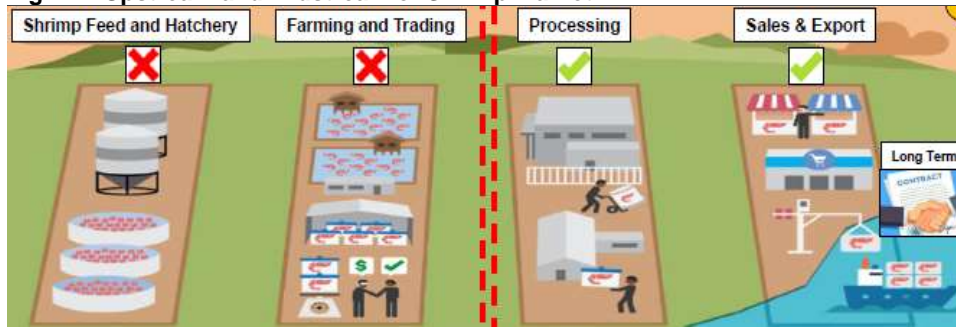 Shrimp Feed and Hatchery
Farming and Trading
Processing
Sales & Export
Long Term
CONTRACT
$